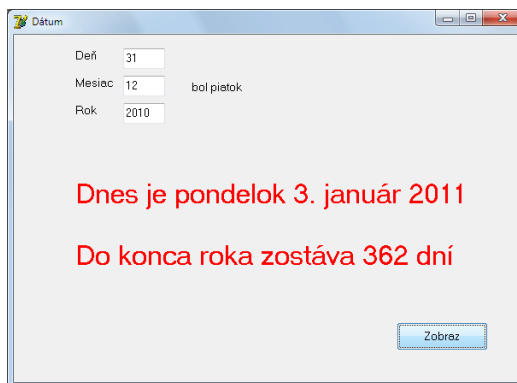 Dátum
Deň 31
Mesiac 12 bol piatok
Rok 2010
Dnes je pondelok 3. január 2011
Do konca roka zostáva 362 dní
Zobraz